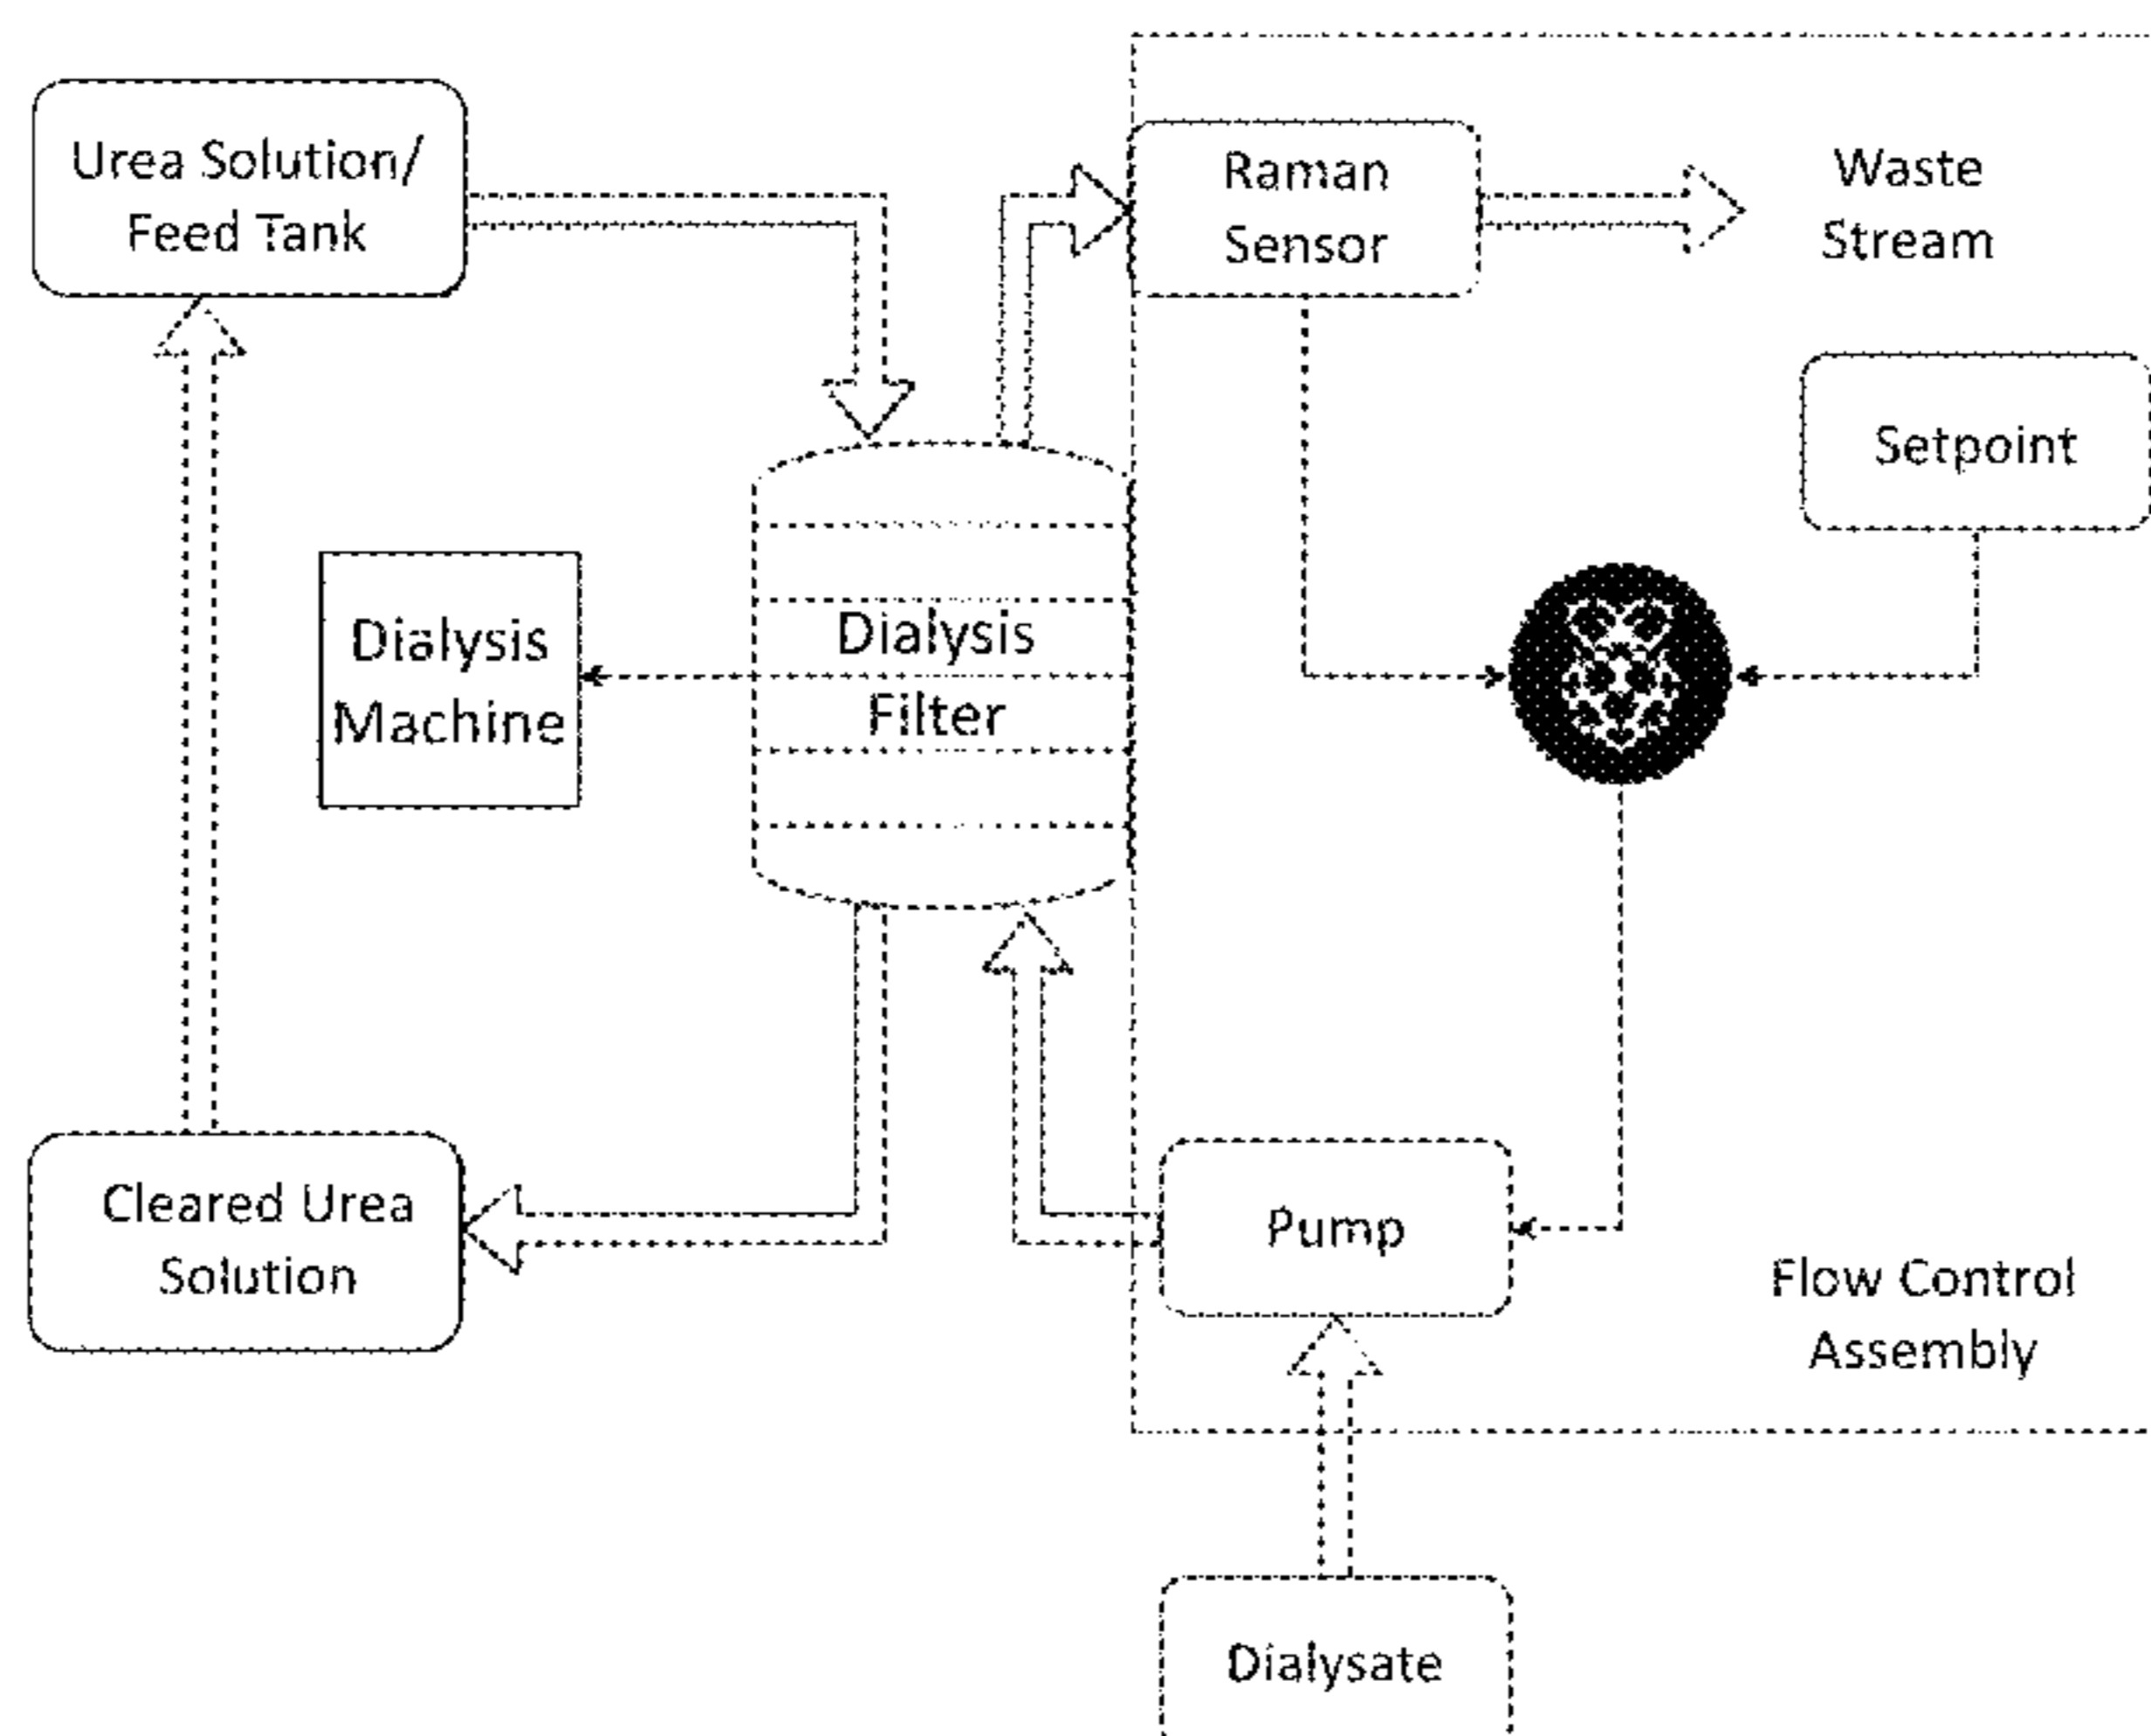 Urea Solution/
Feed Tank
Raman
Sensor
Waste
Stream
Setpoint
Dialysis
Machine
Dialysis
Filter
Cleared Urea
Solution
Pump
Flow Control
Assembly
Dialysate